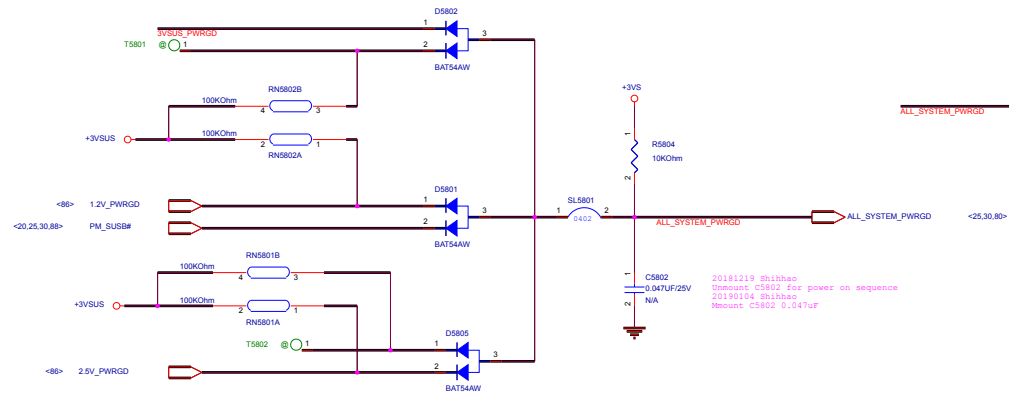 D5802
3VSUS_PWRGD
1
3
T5801 @ 1
2
BAT54AW
RN5802B
100KOhm
4 3
+3VS
ALL_SYSTEM_PWRGD
+3VSUS
100KOhm
2 1
RN5802A
1
R5804
10KOhm
2
D5801
<86> 1.2V_PWRGD
1
3
SL5801
1 2
0402
<20,25,30,88> PM_SUSB#
2
BAT54AW
ALL_SYSTEM_PWRGD
ALL_SYSTEM_PWRGD
<25,30,80>
RN5801B
100KOhm
4 3
+3VSUS
100KOhm
2 1
RN5801A
1
C5802
0.047UF/25V
2
N/A
20181219 Shihhao
Unmount C5802 for power on sequence
20190104 Shihhao
Mmount C5802 0.047uF
D5805
T5802 @ 1
1
3
<86> 2.5V_PWRGD
2
BAT54AW